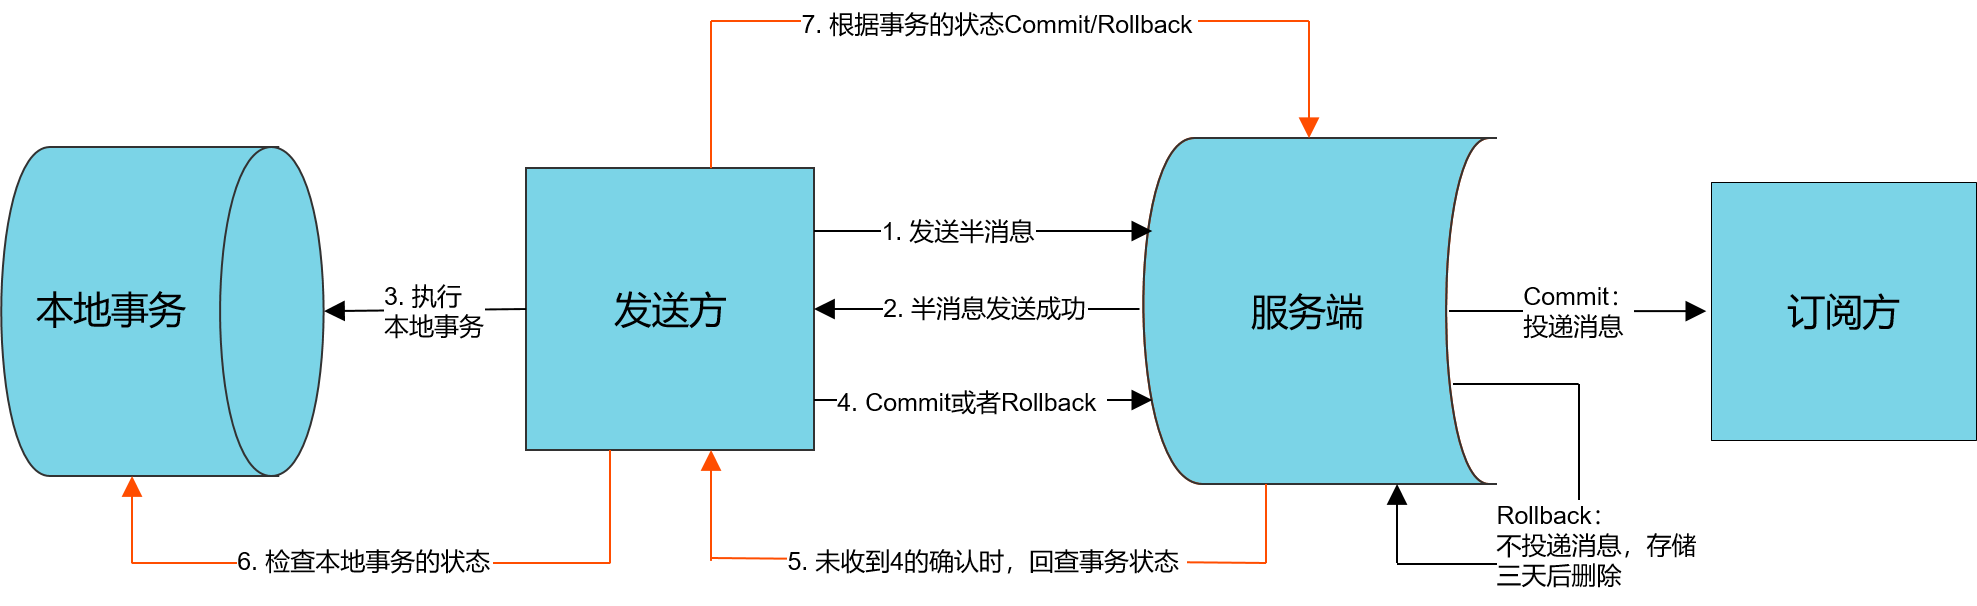 7. 根据事务的状态Commit/Rollback
1. 发送半消息
3. 执行
本地事务
本地事务
发送方
2. 半消息发送成功
服务端
Commit：
投递消息
订阅方
4. Commit或者Rollback
Rollback：
不投递消息，存储
三天后删除
6. 检查本地事务的状态
5. 未收到4的确认时，回查事务状态